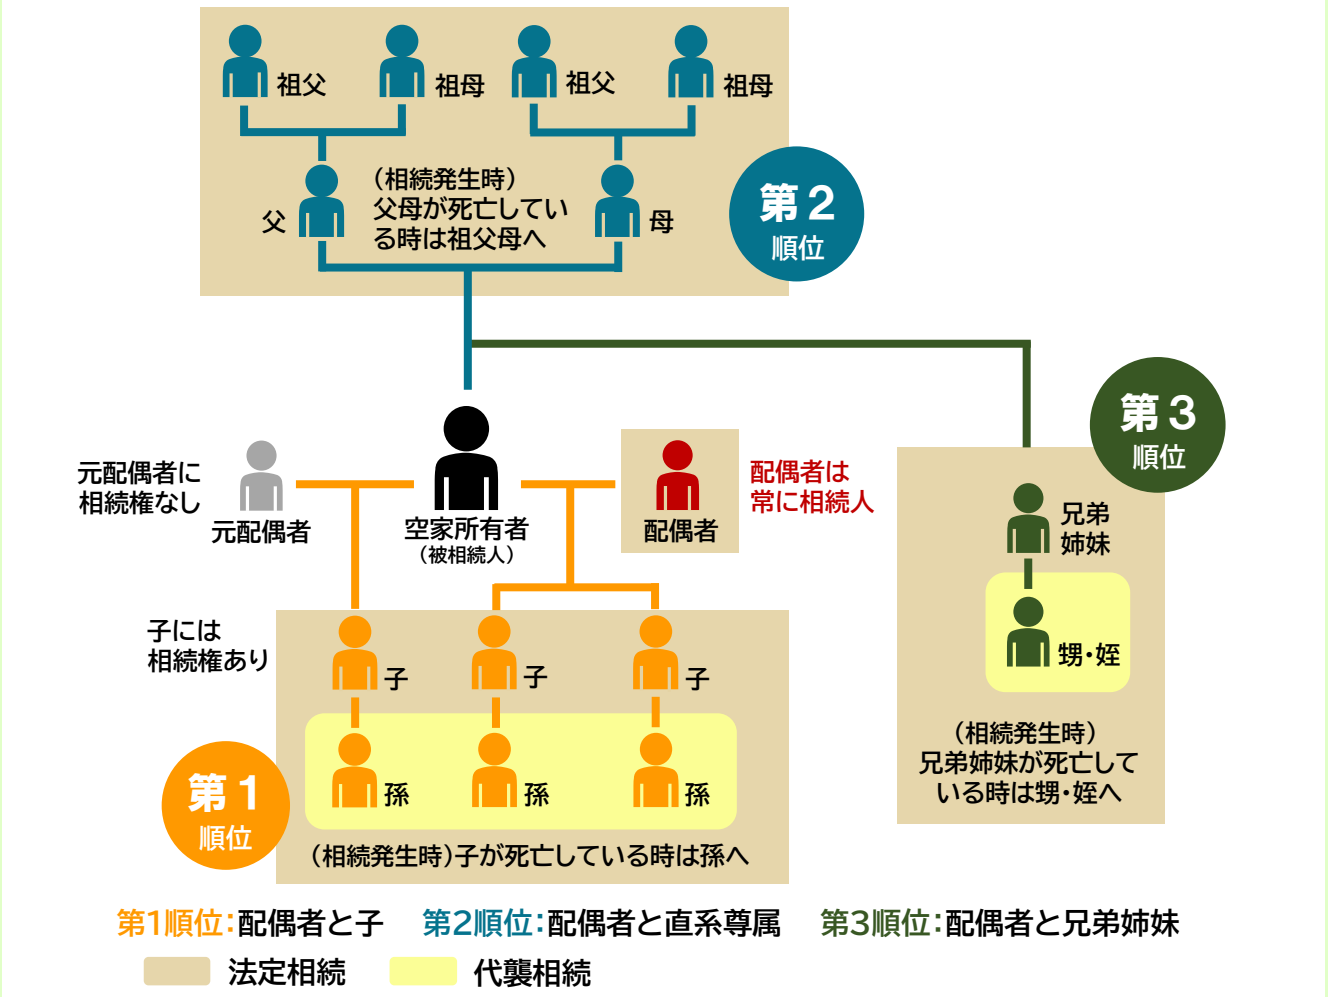 祖父
祖母
祖父
祖母
(相続発生時)
父母が死亡してい
る時は祖父母へ
父
母
第2
順位
第3
順位
元配偶者に
相続権なし
元配偶者
空家所有者
(被相続人)
配偶者
配偶者は
常に相続人
兄弟
姉妹
甥・姪
(相続発生時)
兄弟姉妹が死亡して
いる時は甥・姪へ
子には
相続権あり
子
子
子
孫
孫
孫
第1
順位
(相続発生時)子が死亡している時は孫へ
第1順位:配偶者と子 第2順位:配偶者と直系尊属 第3順位:配偶者と兄弟姉妹
法定相続 代襲相続